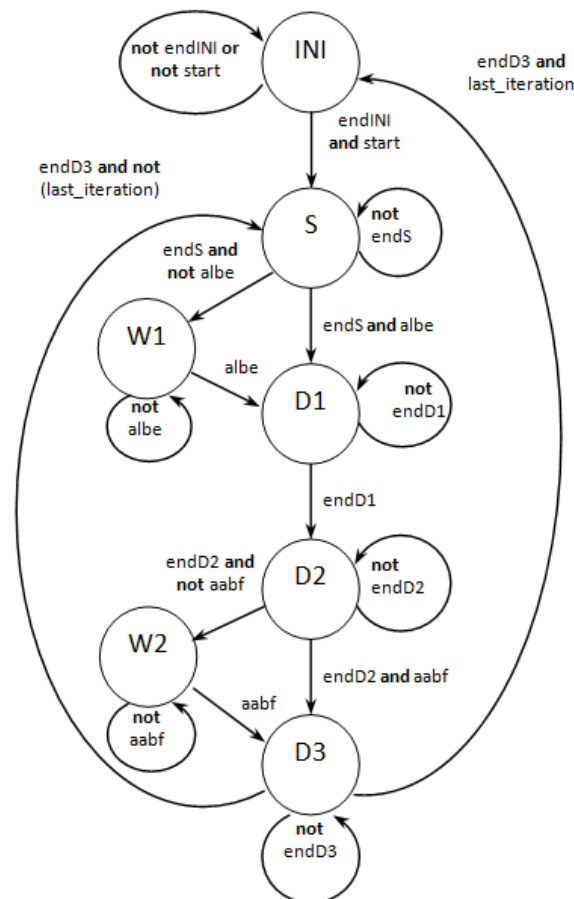 INI
not endINI or
not start
endD3 and
last_iteration
endINI
and start
endD3 and not
(last_iteration)
S
not
endS
endS and
not albe
W1
endS and albe
albe
not
albe
D1
not
endD1
endD1
endD2 and
not aabf
D2
not
endD2
W2
endD2 and aabf
aabf
not
aabf
D3
not
endD3